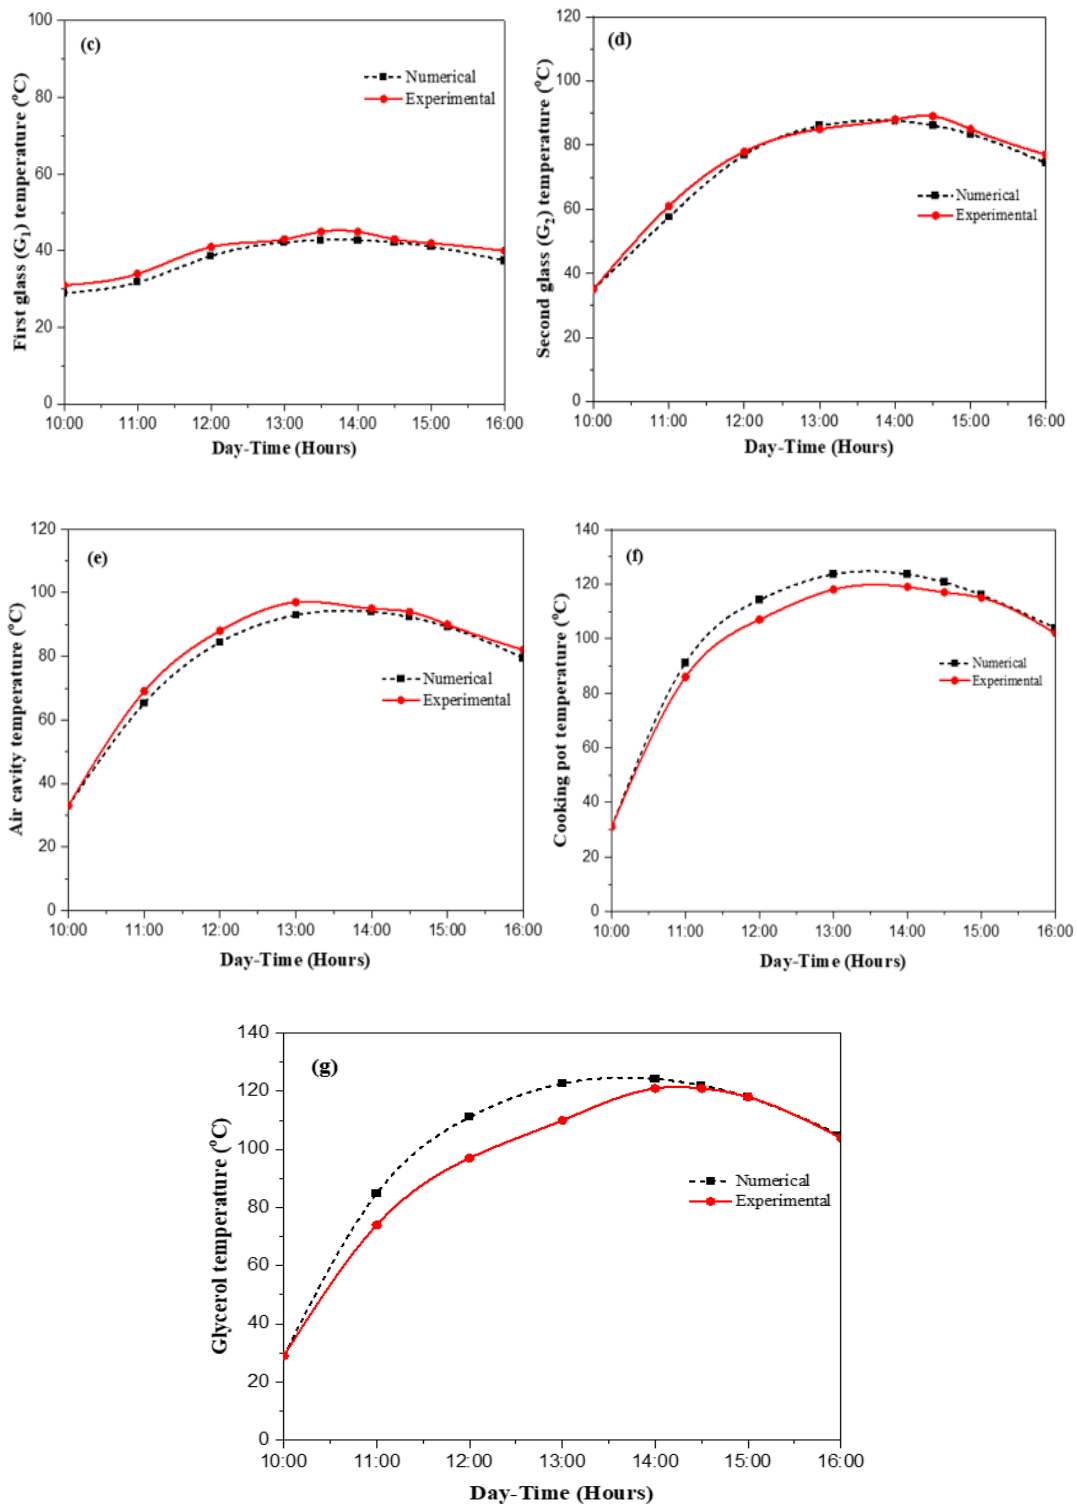 (c)
Numerical
Experimental
First glass (G₁) temperature (°C)
100
80
60
40
20
0
10:00 11:00 12:00 13:00 14:00 15:00 16:00
Day-Time (Hours)
(d)
Numerical
Experimental
Second glass (G₂) temperature (°C)
120
100
80
60
40
20
0
10:00 11:00 12:00 13:00 14:00 15:00 16:00
Day-Time (Hours)
(e)
Numerical
Experimental
Air cavity temperature (°C)
120
100
80
60
40
20
0
10:00 11:00 12:00 13:00 14:00 15:00 16:00
Day-Time (Hours)
(f)
Numerical
Experimental
Cooking pot temperature (°C)
140
120
100
80
60
40
20
0
10:00 11:00 12:00 13:00 14:00 15:00 16:00
Day-Time (Hours)
(g)
Numerical
Experimental
Glycerol temperature (°C)
140
120
100
80
60
40
20
0
10:00 11:00 12:00 13:00 14:00 15:00 16:00
Day-Time (Hours)